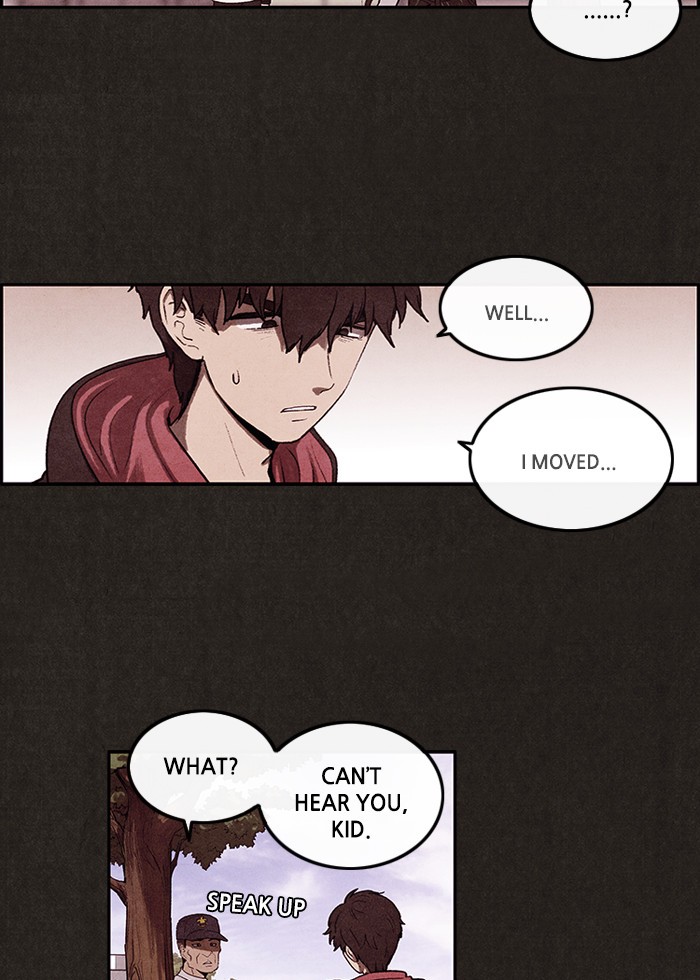 ......?
WELL...
I MOVED...
WHAT?
CAN'T
HEAR YOU,
KID.
SPEAK UP